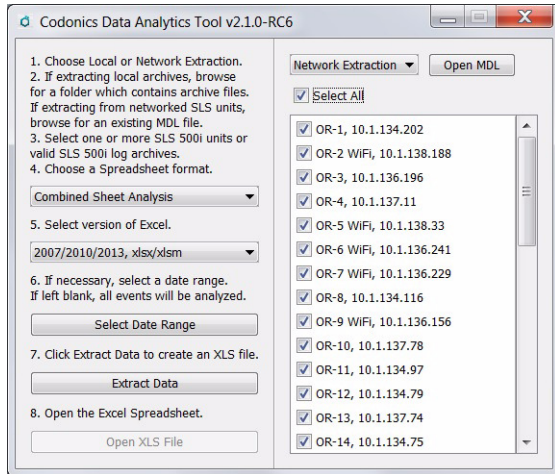 Codonics Data Analytics Tool v2.1.0-RC6
1. Choose Local or Network Extraction.
2. If extracting local archives, browse
for a folder which contains archive files.
If extracting from networked SLS units,
browse for an existing MDL file.
3. Select one or more SLS 500i units or
valid SLS 500i log archives.
4. Choose a Spreadsheet format.
Combined Sheet Analysis
5. Select version of Excel.
2007/2010/2013, xlsx/xlsm
6. If necessary, select a date range.
If left blank, all events will be analyzed.
Select Date Range
7. Click Extract Data to create an XLS file.
Extract Data
8. Open the Excel Spreadsheet.
Open XLS File
Network Extraction
Open MDL
Select All
OR-1, 10.1.134.202
OR-2 WiFi, 10.1.138.188
OR-3, 10.1.136.196
OR-4, 10.1.137.11
OR-5 WiFi, 10.1.138.33
OR-6 WiFi, 10.1.136.241
OR-7 WiFi, 10.1.136.229
OR-8, 10.1.134.116
OR-9 WiFi, 10.1.136.156
OR-10, 10.1.137.78
OR-11, 10.1.134.97
OR-12, 10.1.134.79
OR-13, 10.1.137.74
OR-14, 10.1.134.75